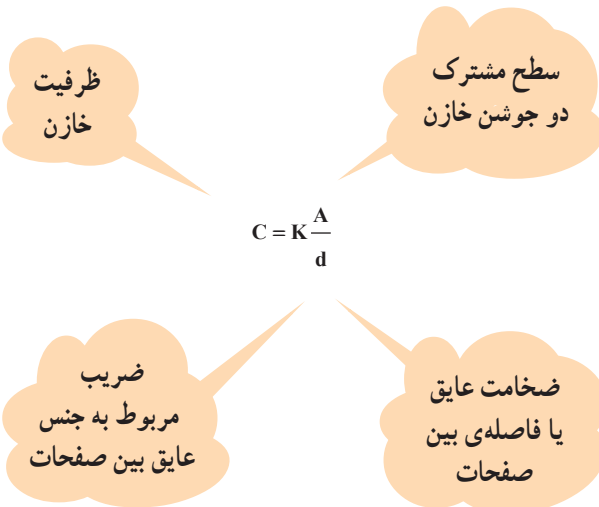 سطح مشترک
دو جوشن خازن
ظرفیت
خازن
C = K A/d
ضریب
مربوط به جنس
عایق بین صفحات
ضخامت عایق
یا فاصله‌ی بین
صفحات